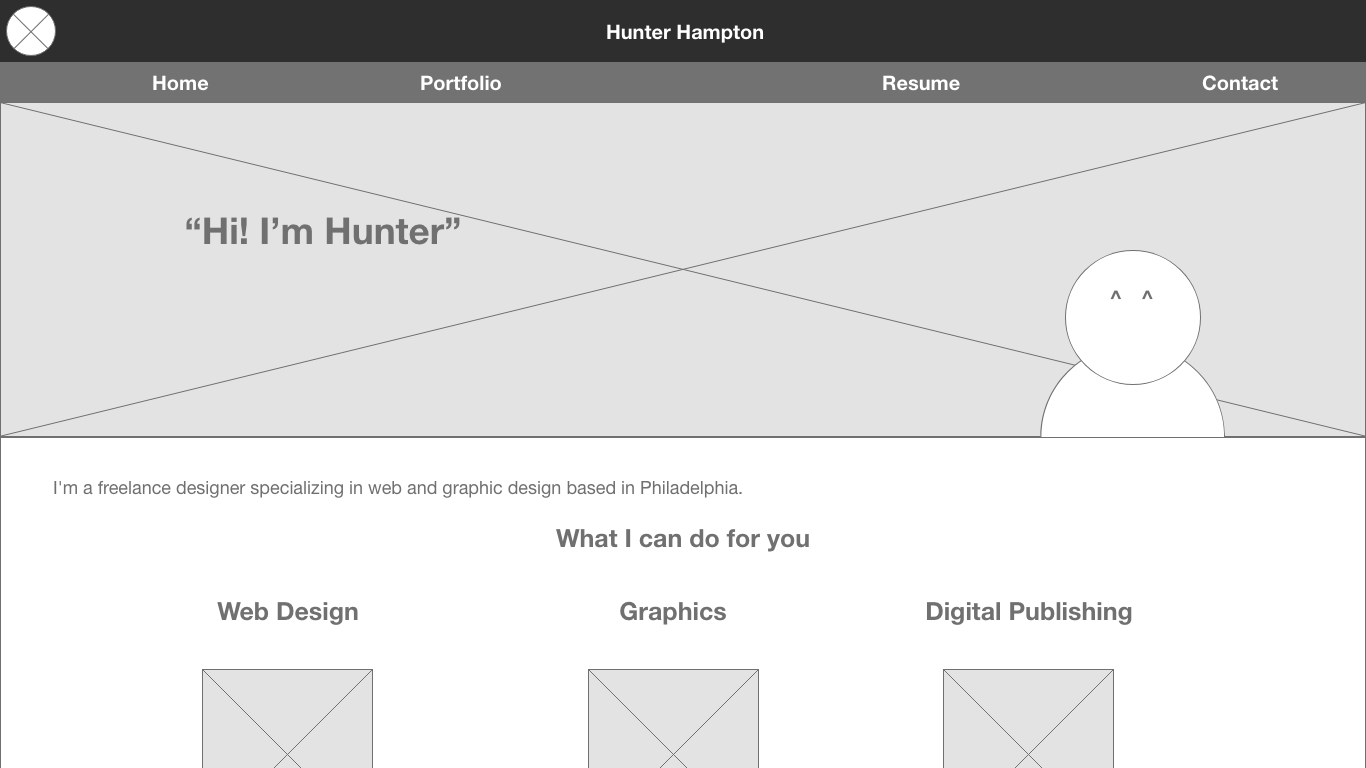 Hunter Hampton
Home Portfolio Resume Contact
“Hi! I’m Hunter”
^ ^
I'm a freelance designer specializing in web and graphic design based in Philadelphia.
What I can do for you
Web Design Graphics Digital Publishing